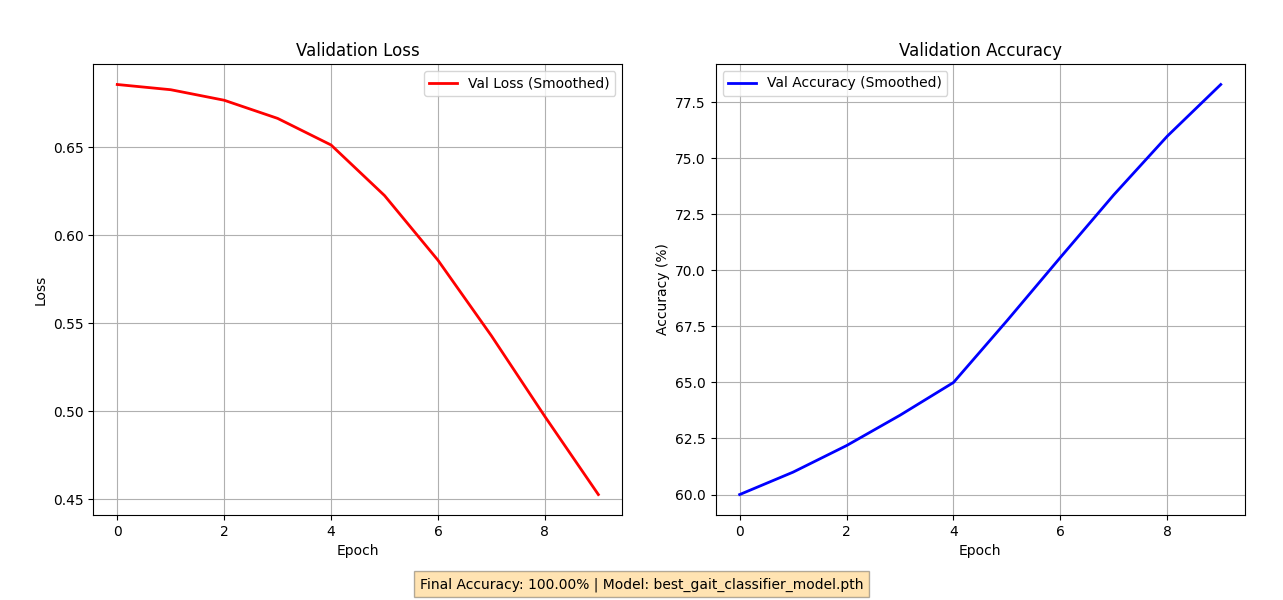 Validation Loss
Val Loss (Smoothed)
0.65
0.60
0.55
0.50
0.45
Loss
0 2 4 6 8
Epoch
Validation Accuracy
Val Accuracy (Smoothed)
77.5
75.0
72.5
70.0
67.5
65.0
62.5
60.0
Accuracy (%)
0 2 4 6 8
Epoch
Final Accuracy: 100.00% | Model: best_gait_classifier_model.pth